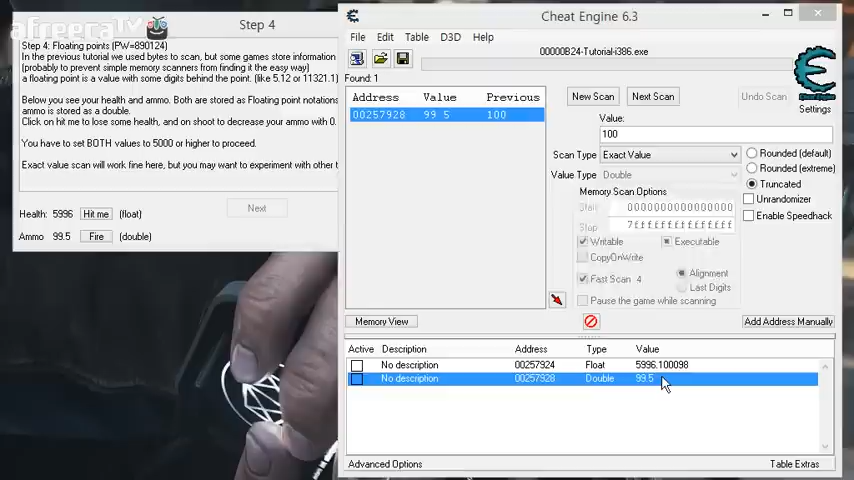 afreecaTV
Step 4
Step 4: Floating points (PW=890124)
In the previous tutorial we used bytes to scan, but some games store information
(probably to prevent simple memory scanners from finding it the easy way)
a floating point is a value with some digits behind the point. (like 5.12 or 11321.1
Below you see your health and ammo. Both are stored as Floating point notations
ammo is stored as a double.
Click on hit me to lose some health, and on shoot to decrease your ammo with 0.
You have to set BOTH values to 5000 or higher to proceed.
Exact value scan will work fine here, but you may want to experiment with other t
Next
Health: 5996 Hit me (float)
Ammo 99.5 Fire (double)
Cheat Engine 6.3
File Edit Table D3D Help
00000B24-Tutorial-i386.exe
Found: 1
Address Value Previous
00257928 99 5 100
New Scan Next Scan Undo Scan
Cheat Engine
Settings
Value:
100
Scan Type Exact Value
Value Type Double
Rounded (default)
Rounded (extreme)
Truncated
Unrandomizer
Enable Speedhack
Memory Scan Options
Start 0000000000000000
Stop 7fffffffffffffff
Writable Executable
CopyOnWrite
Fast Scan 4 Alignment
Last Digits
Pause the game while scanning
Memory View Add Address Manually
Active Description Address Type Value
No description 00257924 Float 5996.100098
No description 00257928 Double 99.5
Advanced Options Table Extras